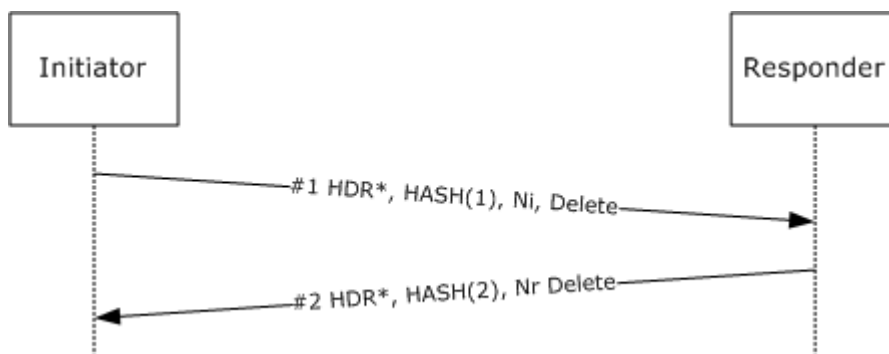 Initiator
Responder
#1 HDR*, HASH(1), Ni, Delete
#2 HDR*, HASH(2), Nr Delete